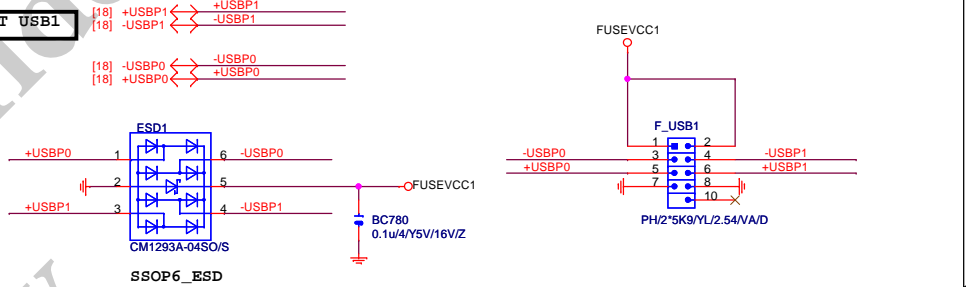 T USB1
[18] +USBP1 +USBP1
[18] -USBP1 -USBP1
[18] -USBP0 -USBP0
[18] +USBP0 +USBP0
FUSEVCC1
ESD1
+USBP0 1 6 -USBP0
2 5 FUSEVCC1
+USBP1 3 4 -USBP1
BC780
0.1u/4/Y5V/16V/Z
CM1293A-04SO/S
SSOP6_ESD
F_USB1
1 2
-USBP0 3 4 -USBP1
+USBP0 5 6 +USBP1
7 8
10
PH/2*5K9/YL/2.54/VA/D